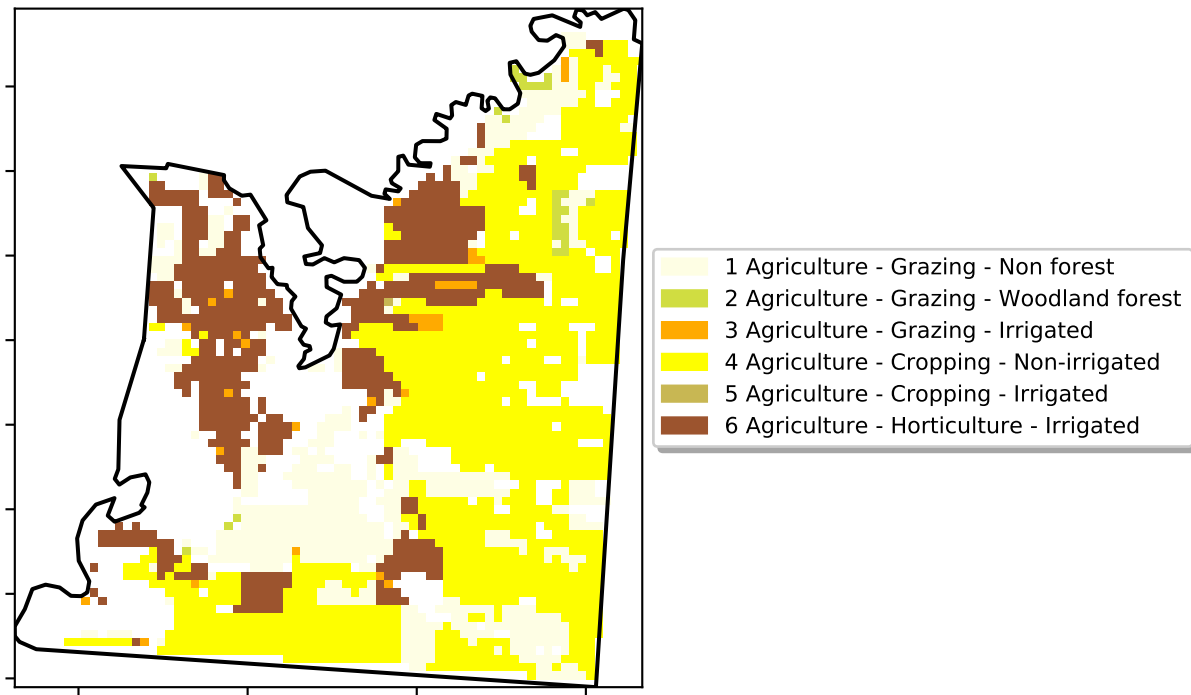 1 Agriculture - Grazing - Non forest
2 Agriculture - Grazing - Woodland forest
3 Agriculture - Grazing - Irrigated
4 Agriculture - Cropping - Non-irrigated
5 Agriculture - Cropping - Irrigated
6 Agriculture - Horticulture - Irrigated